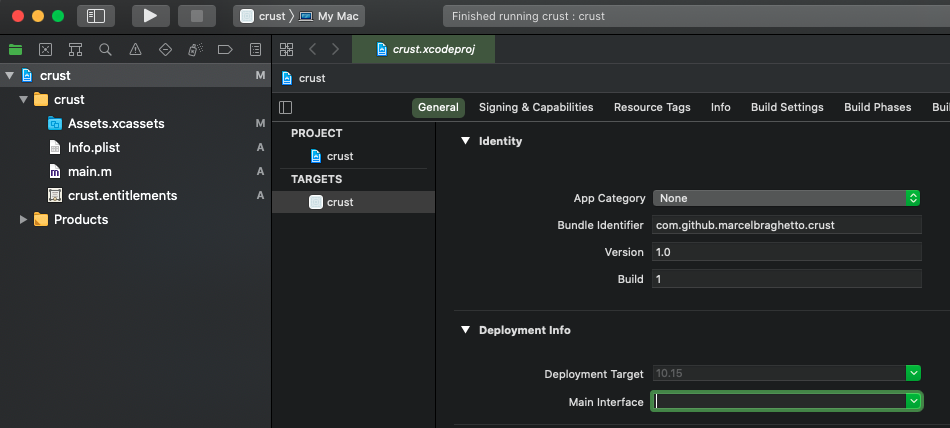 crust 〉 My Mac
Finished running crust : crust
crust.xcodeproj
crust M
crust
crust
Assets.xcassets M
Info.plist A
main.m A
crust.entitlements A
Products
General Signing & Capabilities Resource Tags Info Build Settings Build Phases Bui
PROJECT
crust
TARGETS
crust
Identity
App Category None
Bundle Identifier com.github.marcelbraghetto.crust
Version 1.0
Build 1
Deployment Info
Deployment Target 10.15
Main Interface